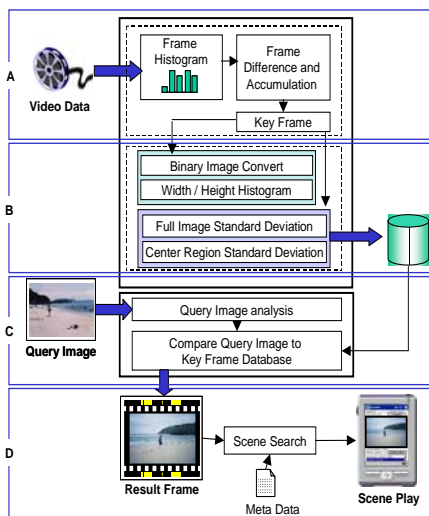 A
Video Data
Frame
Histogram
Frame
Difference and
Accumulation
Key Frame
B
Binary Image Convert
Width / Height Histogram
Full Image Standard Deviation
Center Region Standard Deviation
C
Query Image
Query Image analysis
Compare Query Image to
Key Frame Database
D
Result Frame
Scene Search
Meta Data
Scene Play